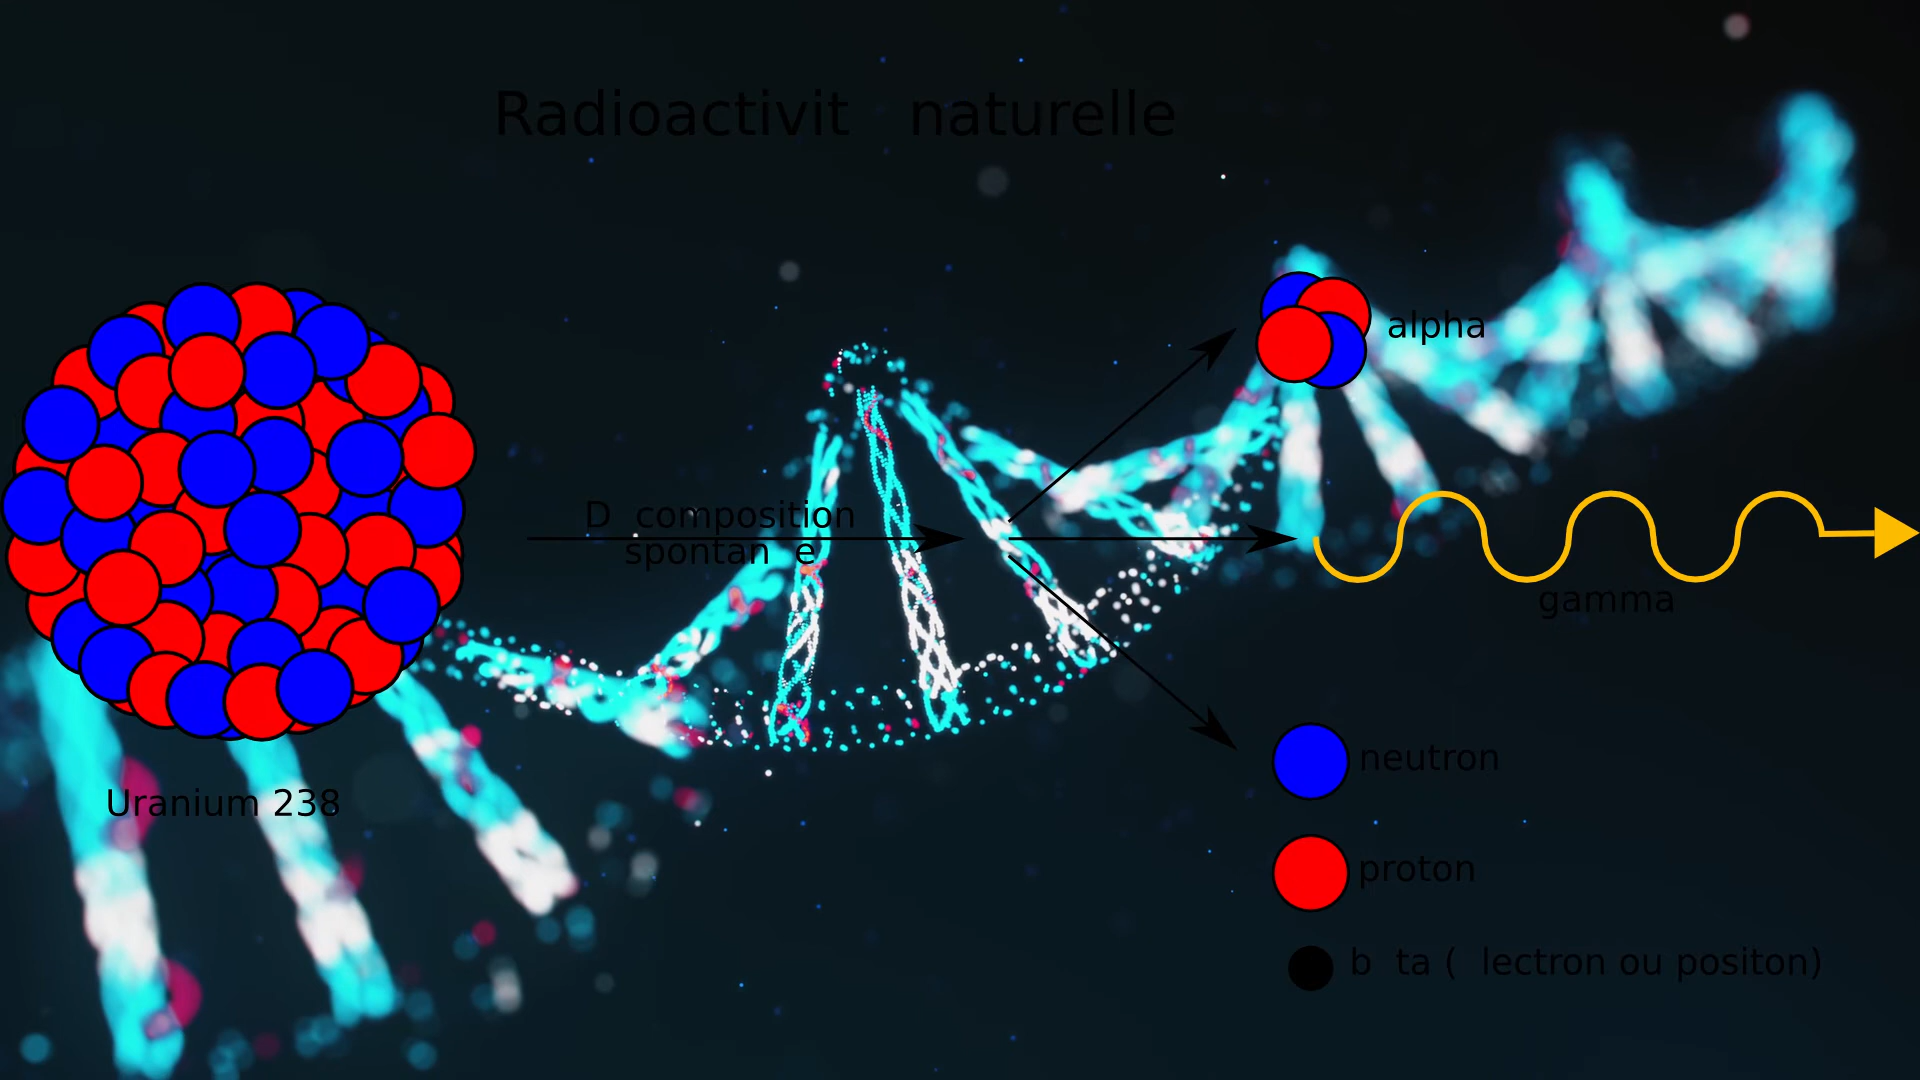 Radioactivit naturelle
alpha
D composition
spontan e
gamma
neutron
Uranium 238
proton
b ta ( lectron ou positon)